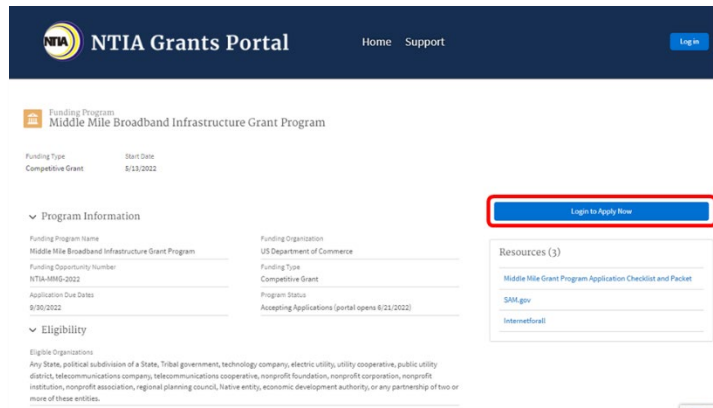 NTIA
NTIA Grants Portal
Home Support
Log in
Funding Program
Middle Mile Broadband Infrastructure Grant Program
Funding Type
Competitive Grant
Start Date
5/13/2022
Program Information
Funding Program Name
Middle Mile Broadband Infrastructure Grant Program
Funding Organization
US Department of Commerce
Funding Opportunity Number
NTIA-MMG-2022
Funding Type
Competitive Grant
Application Due Dates
9/30/2022
Program Status
Accepting Applications (portal opens 6/21/2022)
Eligibility
Eligible Organizations
Any State, political subdivision of a State, Tribal government, technology company, electric utility, utility cooperative, public utility
district, telecommunications company, telecommunications cooperative, nonprofit foundation, nonprofit corporation, nonprofit
institution, nonprofit association, regional planning council, Native entity, economic development authority, or any partnership of two or
more of these entities.
Login to Apply Now
Resources (3)
Middle Mile Grant Program Application Checklist and Packet
SAM.gov
Internetforall